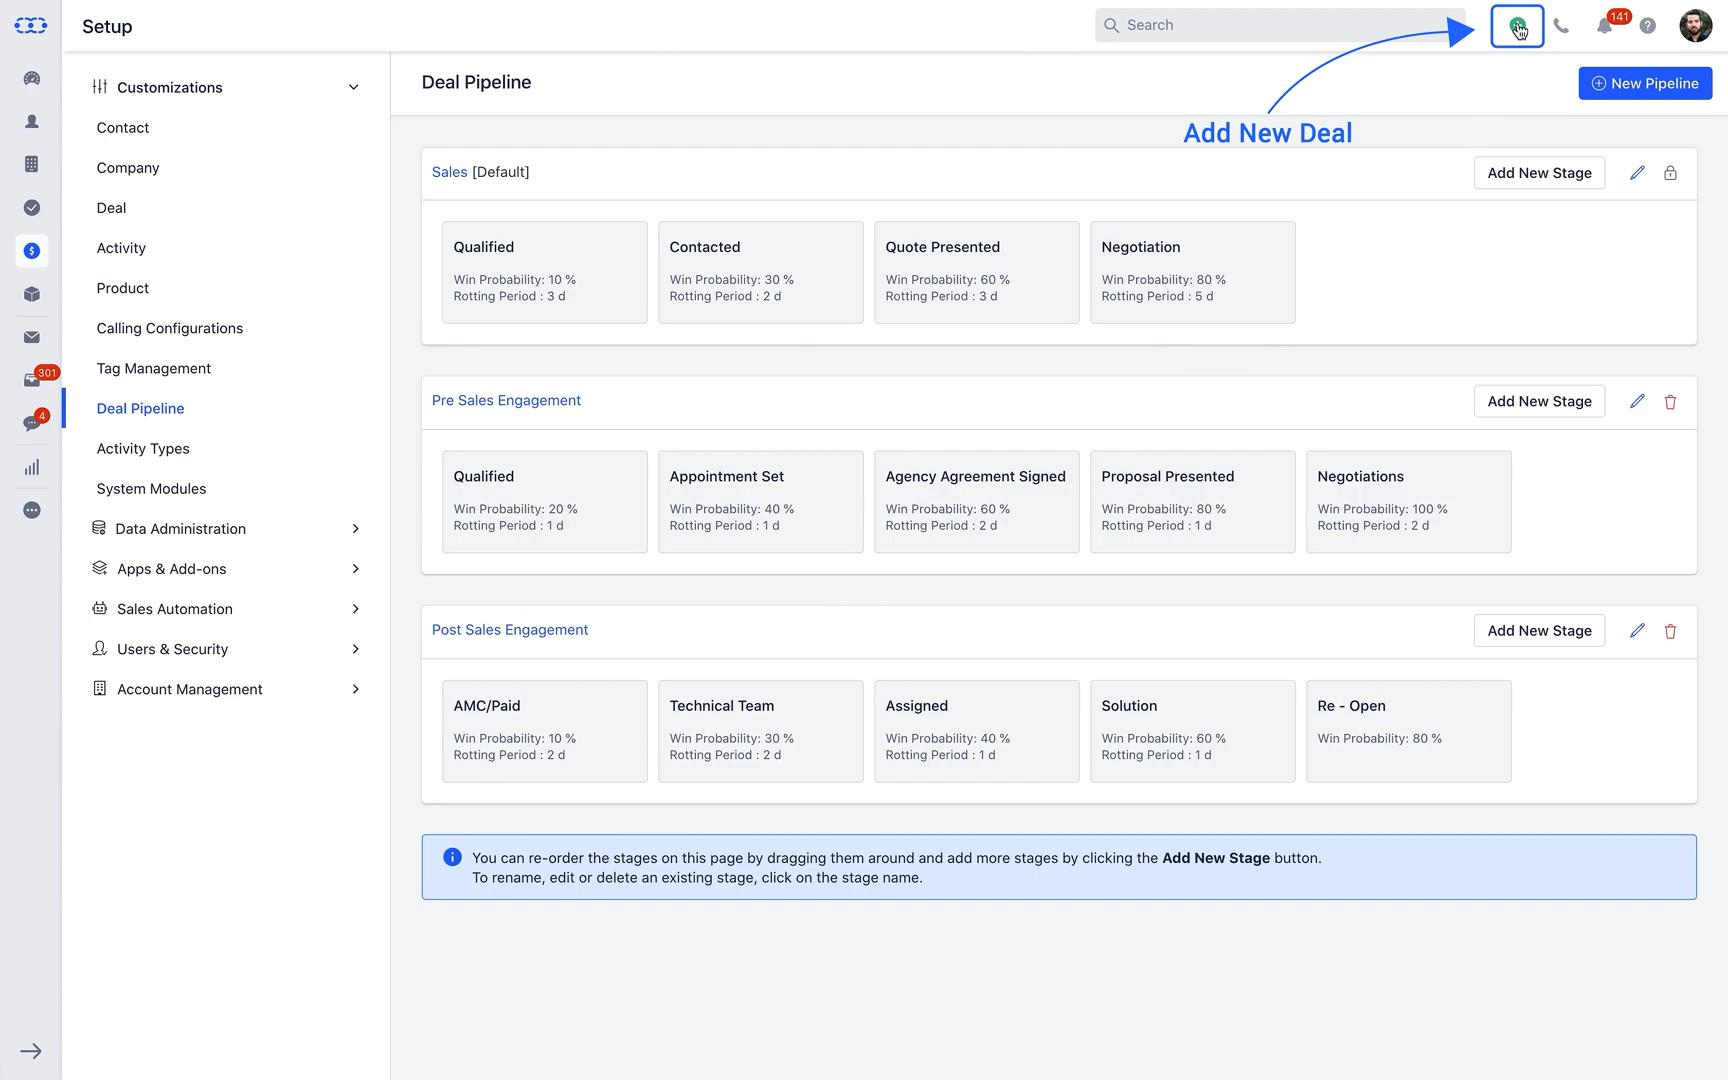 Setup
Search
141
Add New Deal
Customizations
Contact
Company
Deal
Activity
Product
Calling Configurations
Tag Management
Deal Pipeline
Activity Types
System Modules
Data Administration
Apps & Add-ons
Sales Automation
Users & Security
Account Management
301
4
Deal Pipeline
New Pipeline
Sales [Default]
Add New Stage
Qualified
Win Probability: 10 %
Rotting Period : 3 d
Contacted
Win Probability: 30 %
Rotting Period : 2 d
Quote Presented
Win Probability: 60 %
Rotting Period : 3 d
Negotiation
Win Probability: 80 %
Rotting Period : 5 d
Pre Sales Engagement
Add New Stage
Qualified
Win Probability: 20 %
Rotting Period : 1 d
Appointment Set
Win Probability: 40 %
Rotting Period : 1 d
Agency Agreement Signed
Win Probability: 60 %
Rotting Period : 2 d
Proposal Presented
Win Probability: 80 %
Rotting Period : 1 d
Negotiations
Win Probability: 100 %
Rotting Period : 2 d
Post Sales Engagement
Add New Stage
AMC/Paid
Win Probability: 10 %
Rotting Period : 2 d
Technical Team
Win Probability: 30 %
Rotting Period : 2 d
Assigned
Win Probability: 40 %
Rotting Period : 1 d
Solution
Win Probability: 60 %
Rotting Period : 1 d
Re - Open
Win Probability: 80 %
You can re-order the stages on this page by dragging them around and add more stages by clicking the Add New Stage button.
To rename, edit or delete an existing stage, click on the stage name.